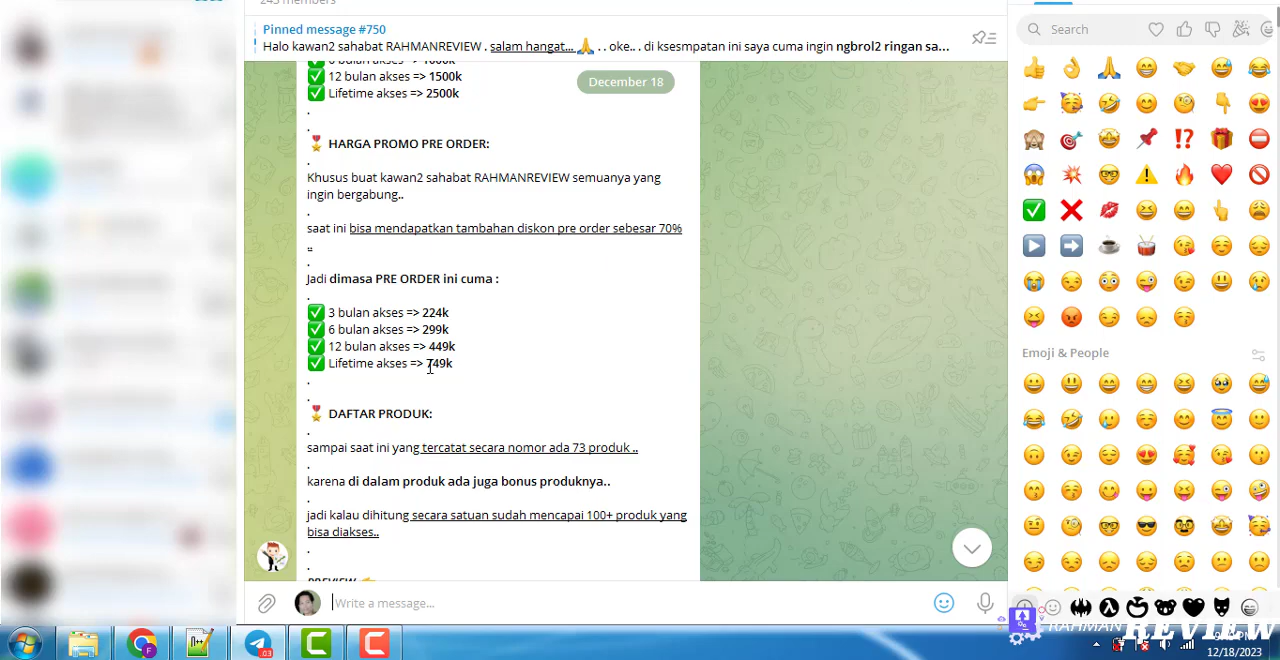 Pinned message #750
Halo kawan2 sahabat RAHMANREVIEW . salam hangat... 🙏 . . oke.. . di ksesmpatan ini saya cuma ingin ngbrol2 ringan sa...
December 18
✅ 12 bulan akses => 1500k
✅ Lifetime akses => 2500k
.
.
🎖 HARGA PROMO PRE ORDER:
.
Khusus buat kawan2 sahabat RAHMANREVIEW semuanya yang
ingin bergabung..
.
saat ini bisa mendapatkan tambahan diskon pre order sebesar 70%
..
.
Jadi dimasa PRE ORDER ini cuma :
.
✅ 3 bulan akses => 224k
✅ 6 bulan akses => 299k
✅ 12 bulan akses => 449k
✅ Lifetime akses => 749k
.
.
🎖 DAFTAR PRODUK:
.
sampai saat ini yang tercatat secara nomor ada 73 produk ..
.
karena di dalam produk ada juga bonus produknya..
.
jadi kalau dihitung secara satuan sudah mencapai 100+ produk yang
bisa diakses..
.
.
Write a message...
Search
Emoji & People
RAHMAN REVIEW
12/18/2023